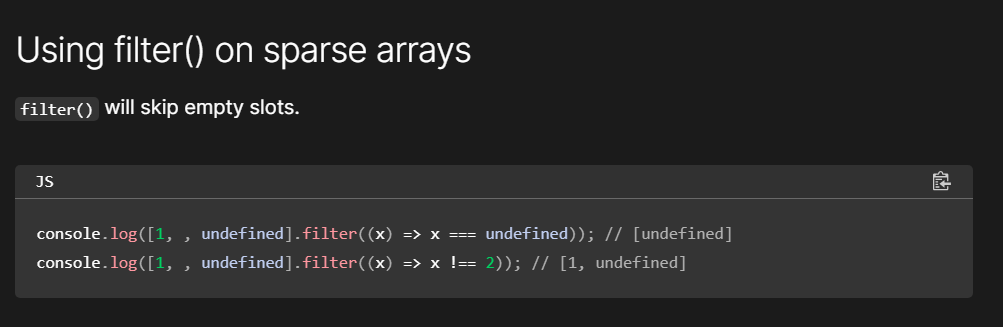 Using filter() on sparse arrays
filter() will skip empty slots.
JS
console.log([1, , undefined].filter((x) => x === undefined)); // [undefined]
console.log([1, , undefined].filter((x) => x !== 2)); // [1, undefined]